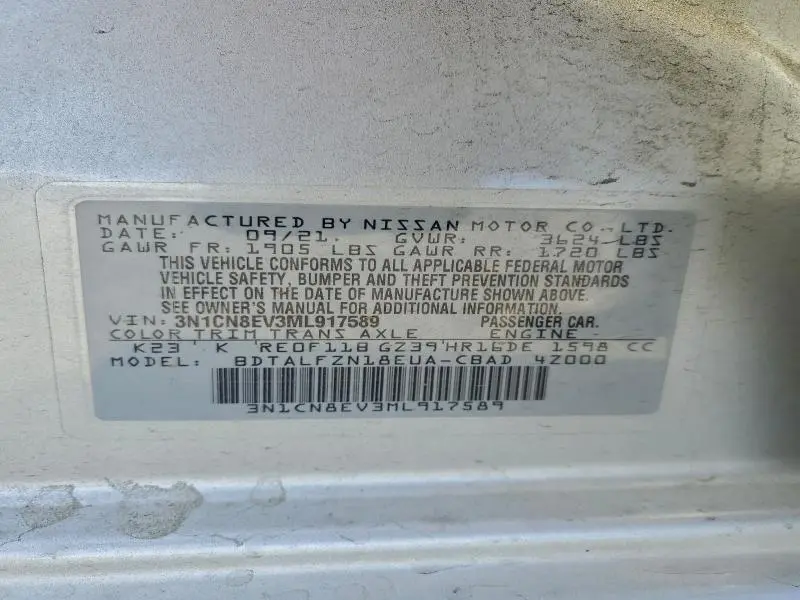 MANUFACTURED BY NISSAN MOTOR CO., LTD.
DATE: 09/21. GVWR: 3624 LBS
GAWR FR: 1905 LBS GAWR RR: 1720 LBS
THIS VEHICLE CONFORMS TO ALL APPLICABLE FEDERAL MOTOR
VEHICLE SAFETY, BUMPER AND THEFT PREVENTION STANDARDS
IN EFFECT ON THE DATE OF MANUFACTURE SHOWN ABOVE.
SEE OWNER'S MANUAL FOR ADDITIONAL INFORMATION.
VIN: 3N1CN8EV3ML917589 PASSENGER CAR.
COLOR TRIM TRANS AXLE ENGINE
K23 K RE0F11B GZ39 HR16DE 1598 CC
MODEL: BDTALFZN18EUA-CBAD 4Z000
3N1CN8EV3ML917589